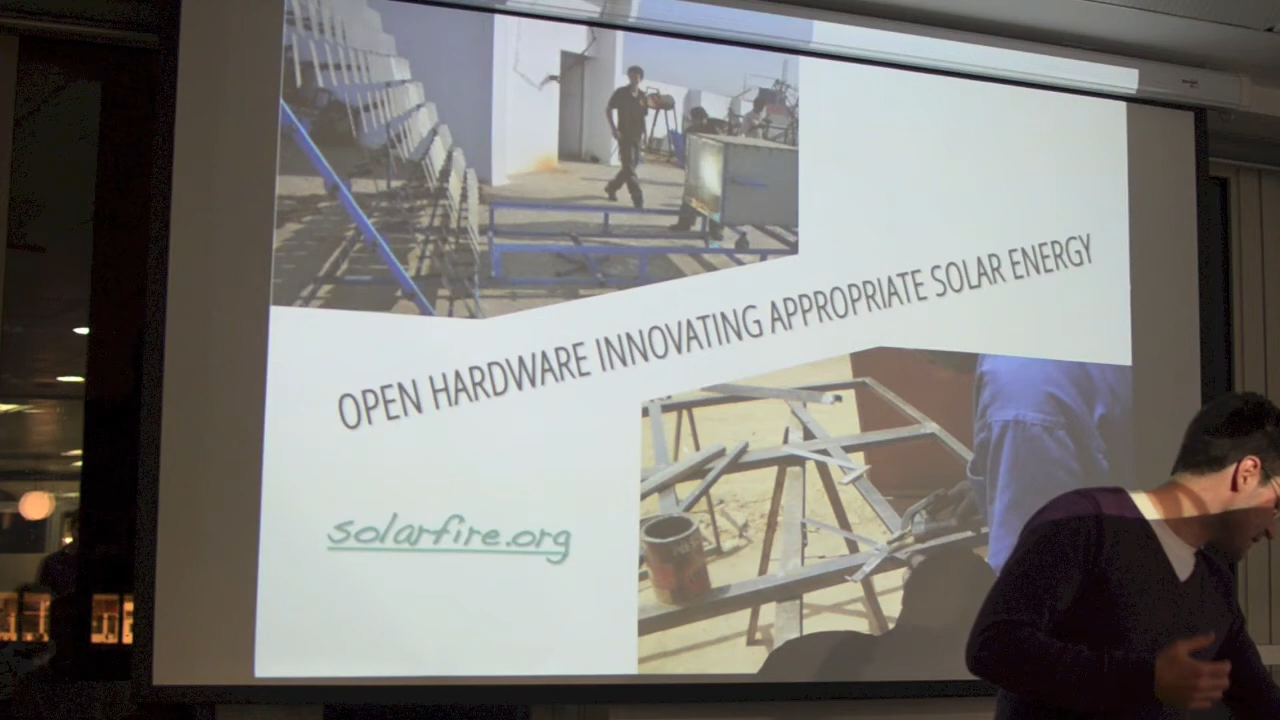 OPEN HARDWARE INNOVATING APPROPRIATE SOLAR ENERGY
solarfire.org